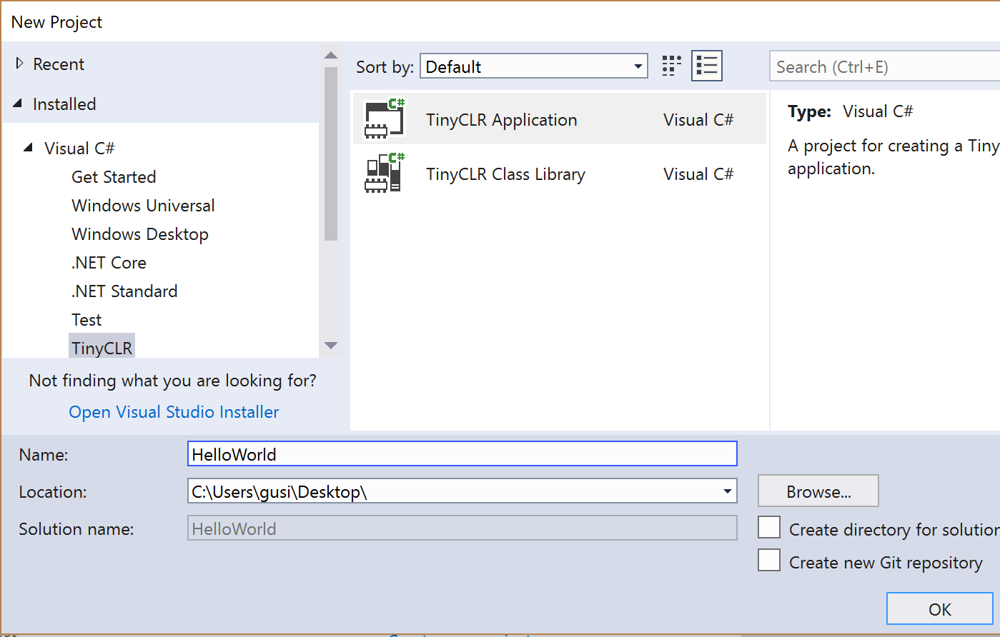 New Project
Recent
Installed
Visual C#
Get Started
Windows Universal
Windows Desktop
.NET Core
.NET Standard
Test
TinyCLR
Not finding what you are looking for?
Open Visual Studio Installer
Sort by: Default
C# TinyCLR Application Visual C#
C# TinyCLR Class Library Visual C#
Search (Ctrl+E)
Type: Visual C#
A project for creating a Tiny
application.
Name: HelloWorld
Location: C:\Users\gusi\Desktop\ Browse...
Solution name: HelloWorld
Create directory for solution
Create new Git repository
OK